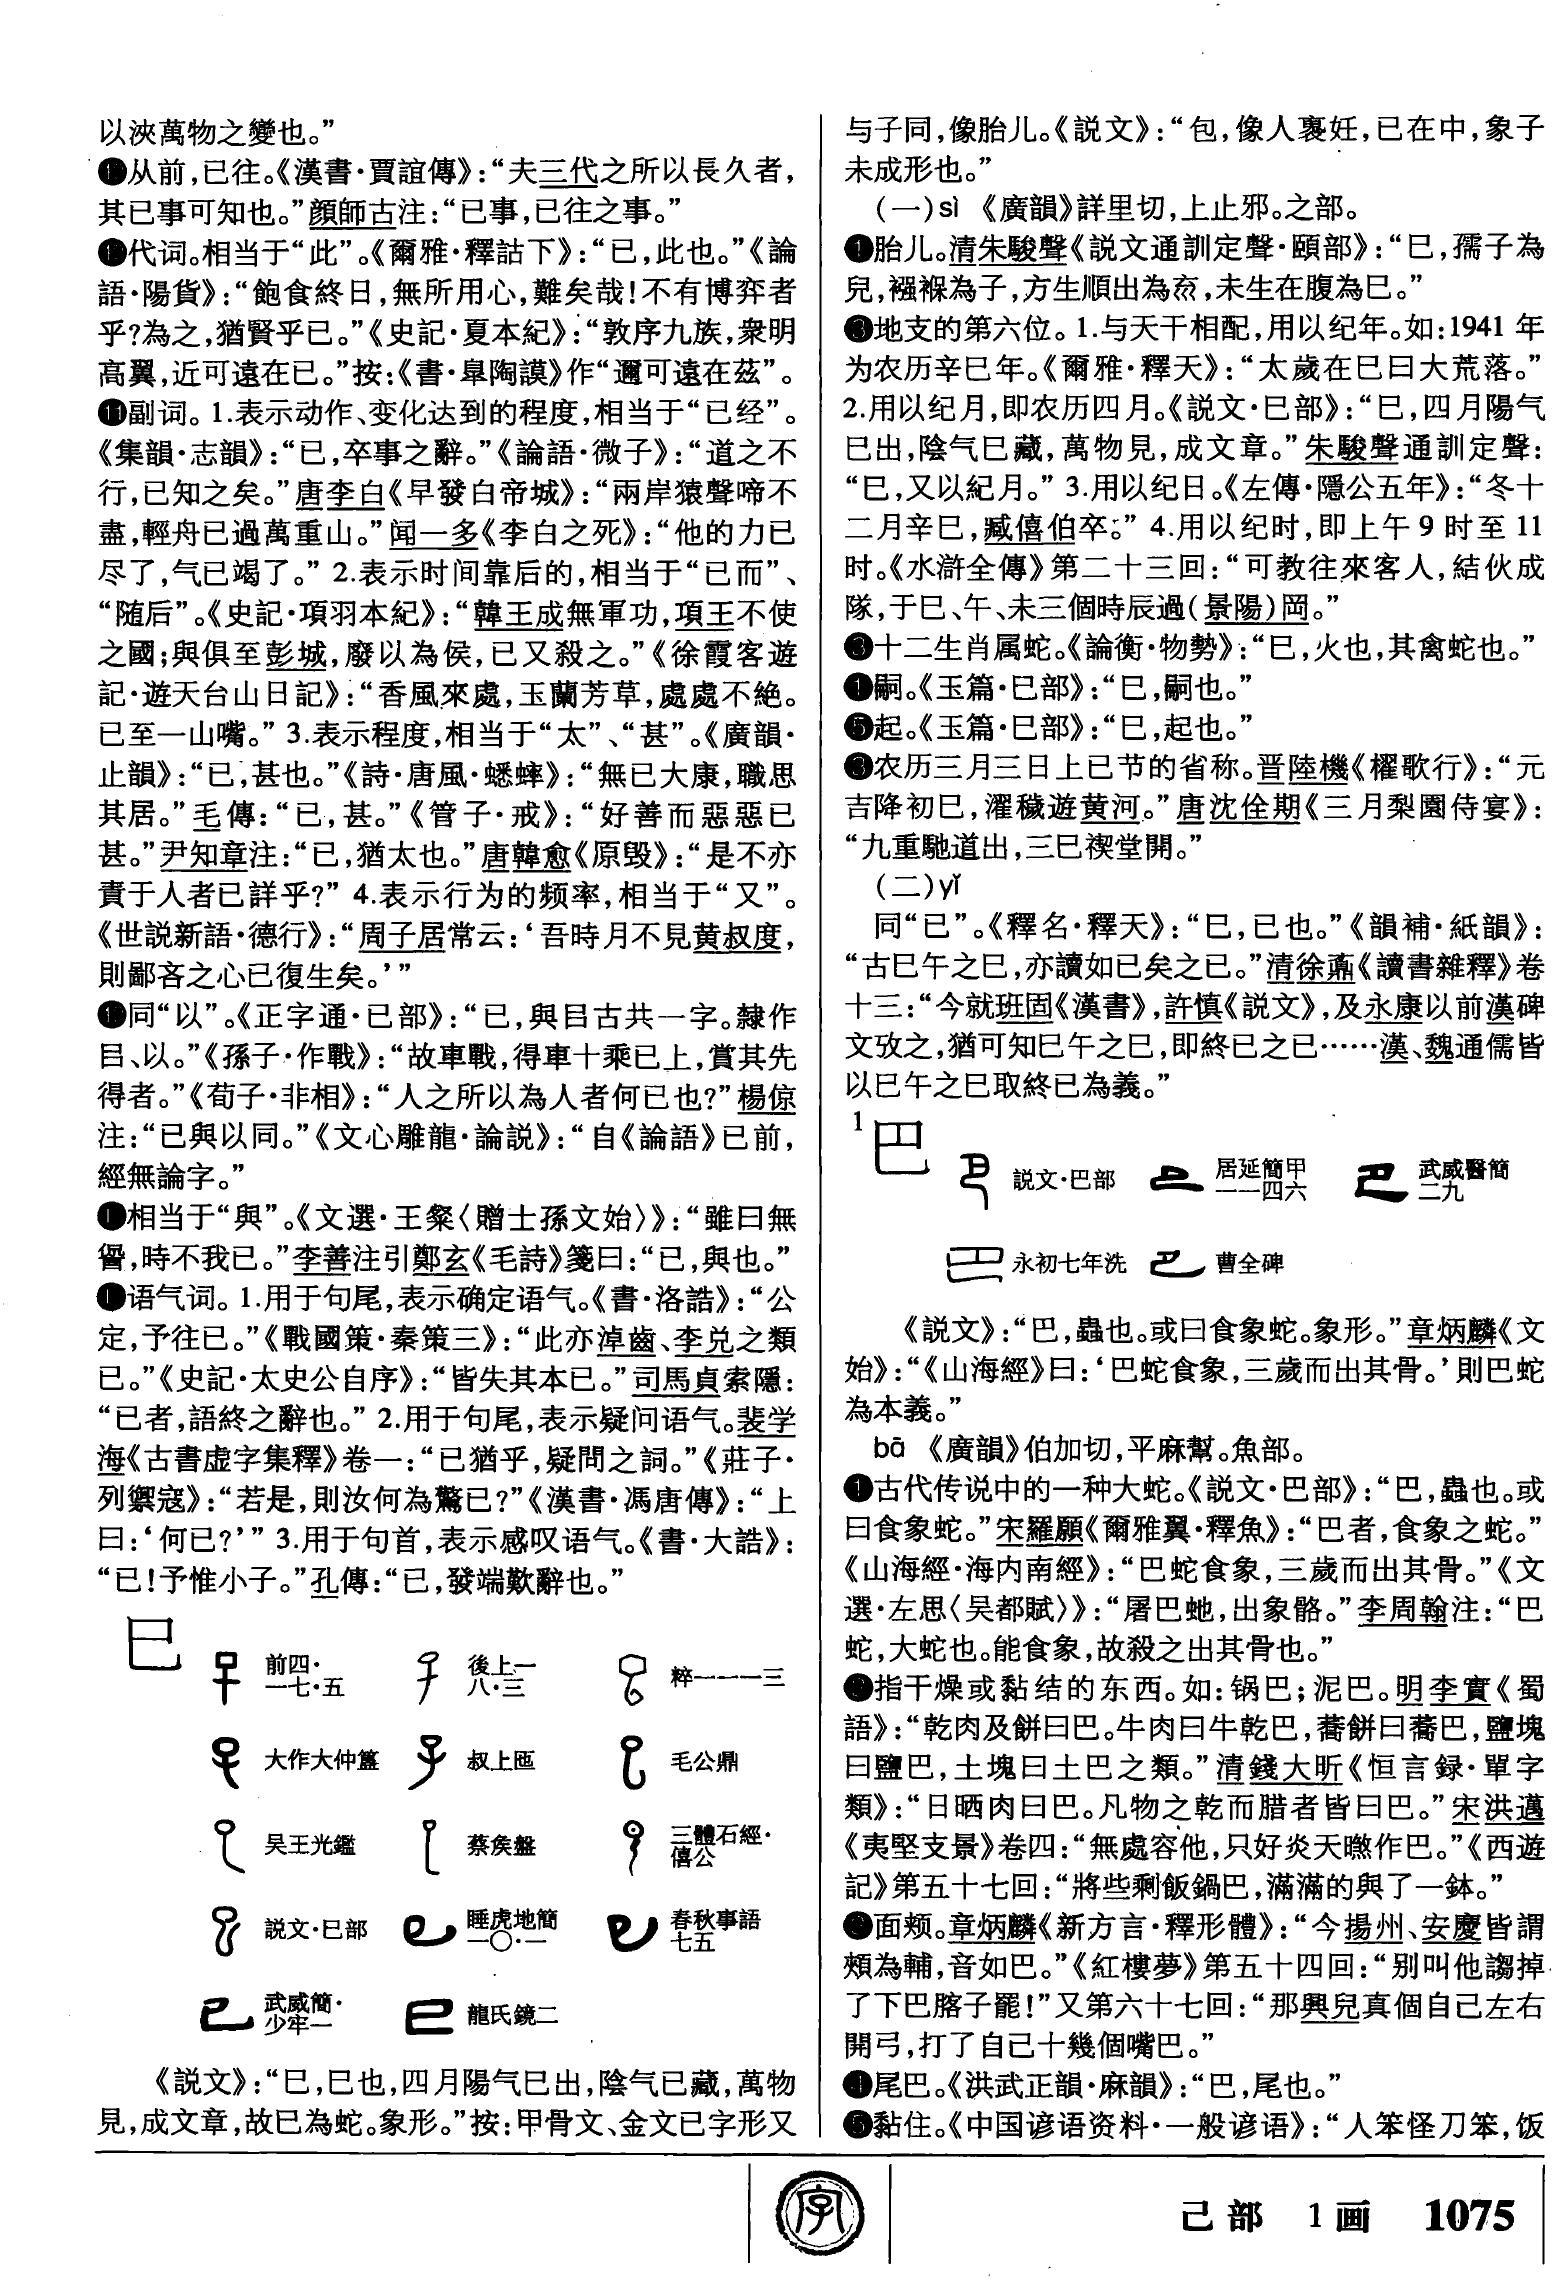 以浹萬物之變也。”
❾从前，已往。《漢書·賈誼傳》：“夫三代之所以長久者，
其已事可知也。”顔師古注：“已事，已往之事。”
❿代词。相当于“此”。《爾雅·釋詁下》：“已，此也。”《論
語·陽貨》：“飽食終日，無所用心，難矣哉！不有博弈者
乎？為之，猶賢乎已。”《史記·夏本紀》：“敦序九族，衆明
高翼，近可遠在已。”按：《書·臯陶謨》作“邇可遠在茲”。
⓫副词。1.表示动作、变化达到的程度，相当于“已经”。
《集韻·志韻》：“已，卒事之辭。”《論語·微子》：“道之不
行，已知之矣。”唐李白《早發白帝城》：“兩岸猿聲啼不
盡，輕舟已過萬重山。”闻一多《李白之死》：“他的力已
尽了，气已竭了。”2.表示时间靠后的，相当于“已而”、
“随后”。《史記·項羽本紀》：“韓王成無軍功，項王不使
之國；與俱至彭城，廢以為侯，已又殺之。”《徐霞客遊
記·遊天台山日記》：“香風來處，玉蘭芳草，處處不絶。
已至一山嘴。”3.表示程度，相当于“太”、“甚”。《廣韻·
止韻》：“已，甚也。”《詩·唐風·蟋蟀》：“無已大康，職思
其居。”毛傳：“已，甚。”《管子·戒》：“好善而惡惡已
甚。”尹知章注：“已，猶太也。”唐韓愈《原毁》：“是不亦
責于人者已詳乎？”4.表示行为的频率，相当于“又”。
《世説新語·德行》：“周子居常云：‘吾時月不見黄叔度，
則鄙吝之心已復生矣。’”
⓬同“以”。《正字通·已部》：“已，與㠯古共一字。隸作
㠯、以。”《孫子·作戰》：“故車戰，得車十乘已上，賞其先
得者。”《荀子·非相》：“人之所以為人者何已也？”楊倞
注：“已與以同。”《文心雕龍·論説》：“自《論語》已前，
經無論字。”
⓭相当于“與”。《文選·王粲〈贈士孫文始〉》：“雖曰無
諐，時不我已。”李善注引鄭玄《毛詩》箋曰：“已，與也。”
⓮语气词。1.用于句尾，表示确定语气。《書·洛誥》：“公
定，予往已。”《戰國策·秦策三》：“此亦淖齒、李兑之類
已。”《史記·太史公自序》：“皆失其本已。”司馬貞索隱：
“已者，語終之辭也。”2.用于句尾，表示疑问语气。裴学
海《古書虚字集釋》卷一：“已猶乎，疑問之詞。”《莊子·
列禦寇》：“若是，則汝何為驚已？”《漢書·馮唐傳》：“上
曰：‘何已？’”3.用于句首，表示感叹语气。《書·大誥》：
“已！予惟小子。”孔傳：“已，發端歎辭也。”
巳
前四·一七·五 後上一八·三 粹一一一三
大作大仲簋 叔上匜 毛公鼎
吴王光鑑 蔡侯盤 三體石經·僖公
説文·巳部 睡虎地簡一〇·一 春秋事語七五
武威簡·少牢一 龍氏鏡二
《説文》：“巳，巳也，四月陽气巳出，陰气已藏，萬物
見，成文章，故巳為蛇。象形。”按：甲骨文、金文巳字形又
与子同，像胎儿。《説文》：“包，像人褢妊，巳在中，象子
未成形也。”
（一）sì 《廣韻》詳里切，上止邪。之部。
❶胎儿。清朱駿聲《説文通訓定聲·頤部》：“巳，孺子為
兒，襁褓為子，方生順出為㐬，未生在腹為巳。”
❷地支的第六位。1.与天干相配，用以纪年。如：1941年
为农历辛巳年。《爾雅·釋天》：“太歲在巳曰大荒落。”
2.用以纪月，即农历四月。《説文·巳部》：“巳，四月陽气
巳出，陰气巳藏，萬物見，成文章。”朱駿聲通訓定聲：
“巳，又以紀月。”3.用以纪日。《左傳·隱公五年》：“冬十
二月辛巳，臧僖伯卒。”4.用以纪时，即上午9时至11
时。《水滸全傳》第二十三回：“可教往來客人，結伙成
隊，于巳、午、未三個時辰過（景陽）岡。”
❸十二生肖属蛇。《論衡·物勢》：“巳，火也，其禽蛇也。”
❹嗣。《玉篇·巳部》：“巳，嗣也。”
❺起。《玉篇·巳部》：“巳，起也。”
❻农历三月三日上巳节的省称。晋陸機《櫂歌行》：“元
吉降初巳，濯穢遊黄河。”唐沈佺期《三月梨園侍宴》：
“九重馳道出，三巳禊堂開。”
（二）yǐ
同“已”。《釋名·釋天》：“巳，已也。”《韻補·紙韻》：
“古巳午之巳，亦讀如已矣之已。”清徐鼒《讀書雜釋》卷
十三：“今就班固《漢書》，許慎《説文》，及永康以前漢碑
文攷之，猶可知巳午之巳，即終已之已……漢、魏通儒皆
以巳午之巳取終已為義。”
1 巴
説文·巴部 居延簡甲一一四六 武威醫簡二九
永初七年洗 曹全碑
《説文》：“巴，蟲也。或曰食象蛇。象形。”章炳麟《文
始》：“《山海經》曰：‘巴蛇食象，三歲而出其骨。’則巴蛇
為本義。”
bā 《廣韻》伯加切，平麻幫。魚部。
❶古代传说中的一种大蛇。《説文·巴部》：“巴，蟲也。或
曰食象蛇。”宋羅願《爾雅翼·釋魚》：“巴者，食象之蛇。”
《山海經·海内南經》：“巴蛇食象，三歲而出其骨。”《文
選·左思〈吴都賦〉》：“屠巴虵，出象骼。”李周翰注：“巴
蛇，大蛇也。能食象，故殺之出其骨也。”
❷指干燥或黏结的东西。如：锅巴；泥巴。明李實《蜀
語》：“乾肉及餅曰巴。牛肉曰牛乾巴，蕎餅曰蕎巴，鹽塊
曰鹽巴，土塊曰土巴之類。”清錢大昕《恒言録·單字
類》：“日晒肉曰巴。凡物之乾而腊者皆曰巴。”宋洪邁
《夷堅支景》卷四：“無處容他，只好炎天㬠作巴。”《西遊
記》第五十七回：“將些剩飯鍋巴，滿滿的與了一鉢。”
❸面颊。章炳麟《新方言·釋形體》：“今揚州、安慶皆謂
頰為輔，音如巴。”《紅樓夢》第五十四回：“别叫他謅掉
了下巴胲子罷！”又第六十七回：“那興兒真個自己左右
開弓，打了自己十幾個嘴巴。”
❹尾巴。《洪武正韻·麻韻》：“巴，尾也。”
❺黏住。《中国谚语资料·一般谚语》：“人笨怪刀笨，饭
字
己部 1画 1075